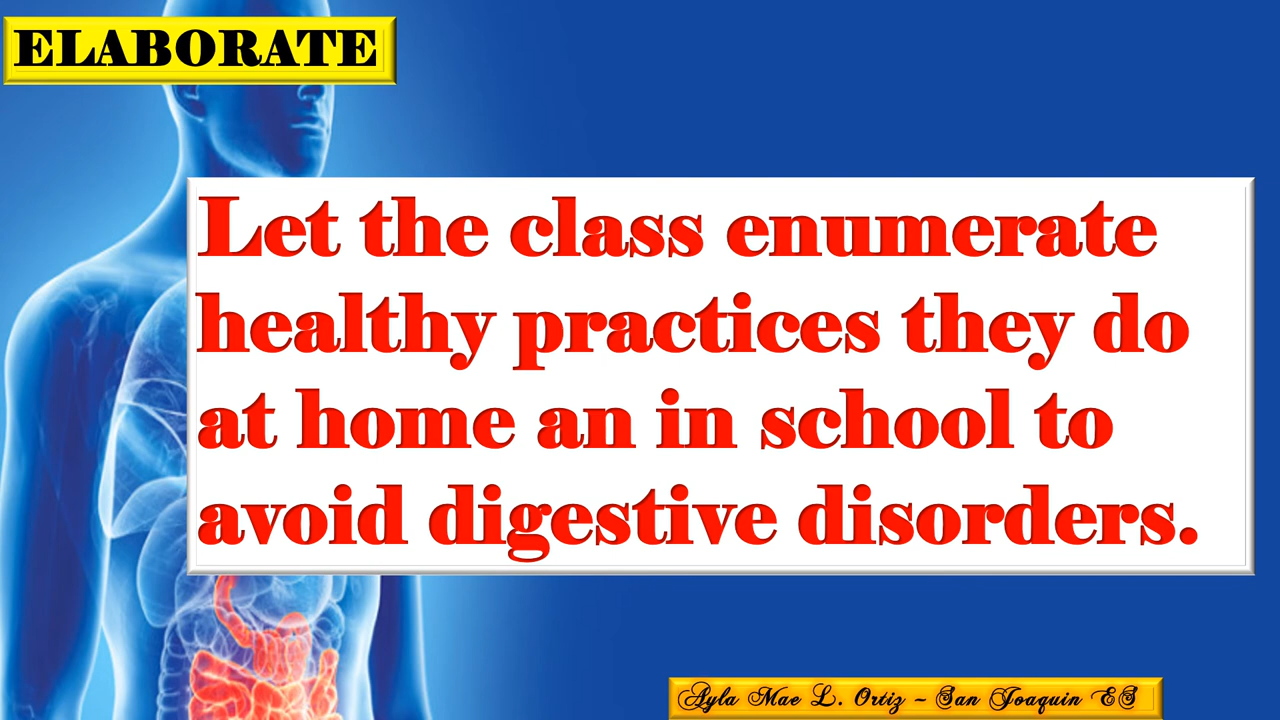 ELABORATE
Let the class enumerate
healthy practices they do
at home an in school to
avoid digestive disorders.
Ayla Mae L. Ortiz – San Joaquin ES